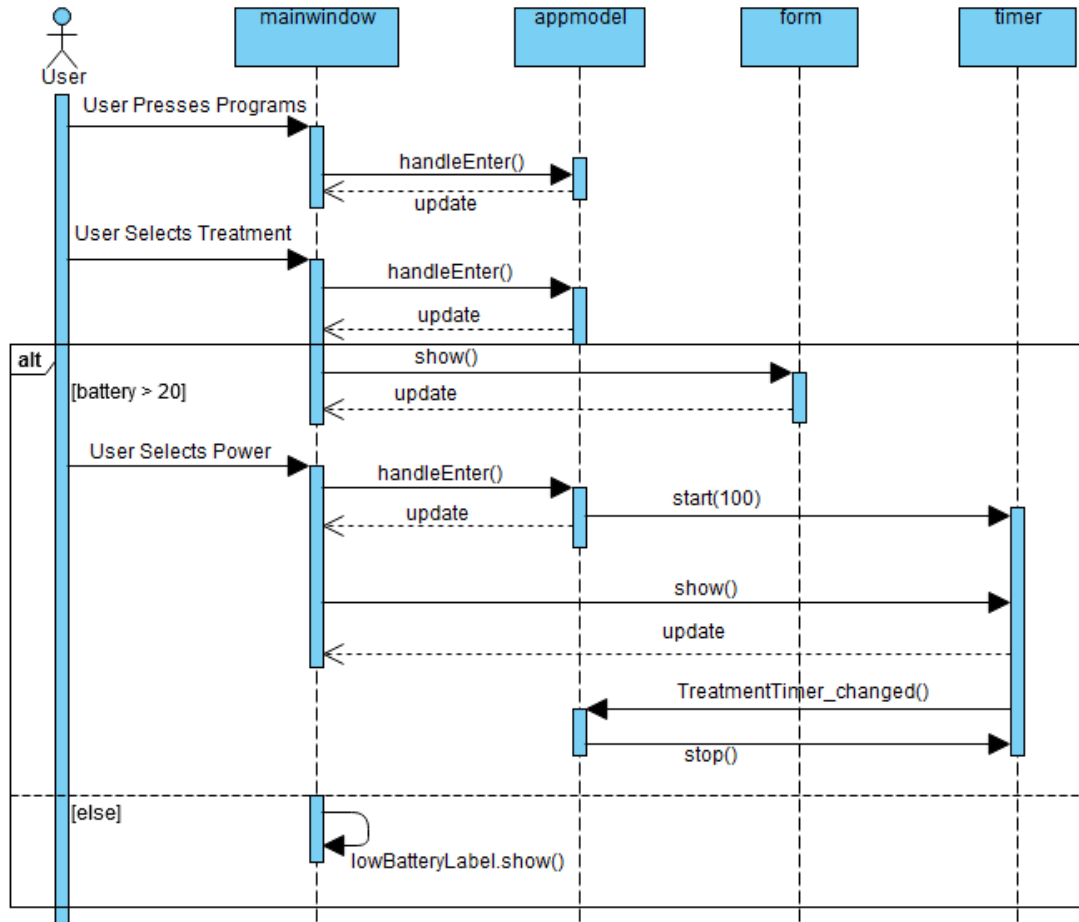 mainwindow
appmodel
form
timer
User
User Presses Programs
handleEnter()
update
User Selects Treatment
handleEnter()
update
alt
show()
[battery > 20]
update
User Selects Power
handleEnter()
start(100)
update
show()
update
TreatmentTimer_changed()
stop()
[else]
lowBatteryLabel.show()